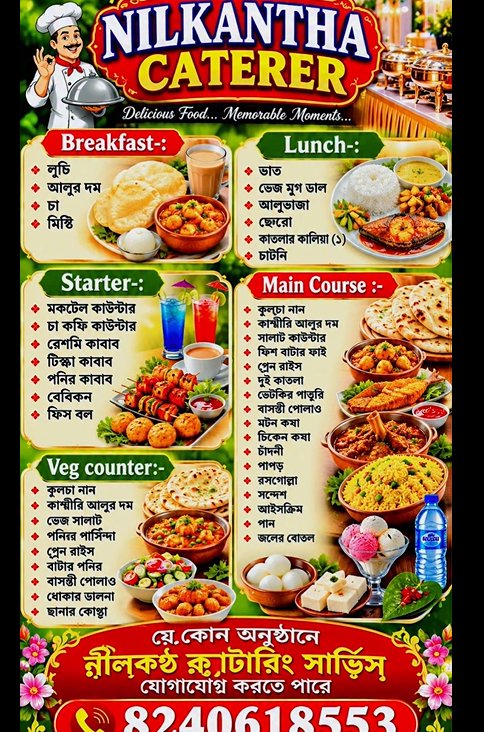 NILKANTHA
CATERER
Delicious Food... Memorable Moments...
Breakfast-:
লুচি
আলুর দম
চা
মিস্টি
Lunch-:
ভাত
ভেজ মুগ ডাল
আলুভাজা
ছেরো
কাতলার কালিয়া (১)
চাটনি
Starter-:
মকটেল কাউন্টার
চা কফি কাউন্টার
রেশমি কাবাব
টিস্কা কাবাব
পনির কাবাব
বেবিকন
ফিস বল
Main Course :-
কুলচা নান
কাশ্মীরি আলুর দম
সালাট কাউন্টার
ফিশ বাটার ফাই
প্লেন রাইস
দুই কাতলা
ভেটকির পাতুরি
বাসন্তী পোলাও
মটন কষা
চিকেন কষা
চাঁদনী
পাপড়
রসগোল্লা
সন্দেশ
আইসক্রিম
পান
জলের বোতল
Veg counter:-
কুলচা নান
কাশ্মীরি আলুর দম
ভেজ সালাট
পনির পার্সিন্দা
প্লেন রাইস
বাটার পনির
বাসন্তী পোলাও
ধোকার ডালনা
ছানার কোপ্তা
যে.কোন অনুষ্ঠানে
নীলকণ্ঠ ক্যাটারিং সার্ভিস
যোগাযোগ করতে পারে
8240618553